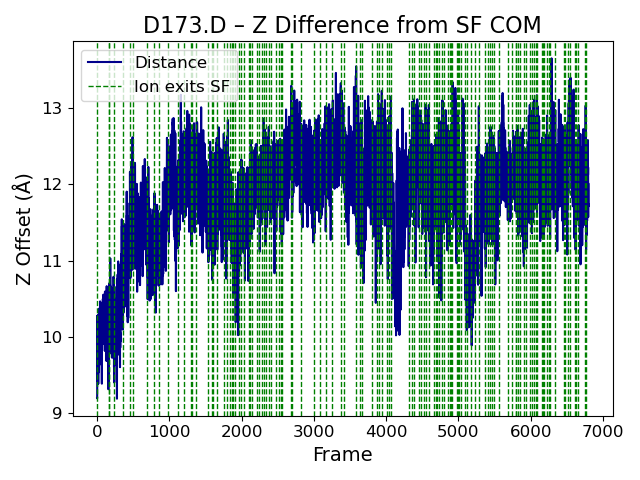 D173.D – Z Difference from SF COM
Distance
Ion exits SF
Z Offset (Å)
13
12
11
10
9
0 1000 2000 3000 4000 5000 6000 7000
Frame